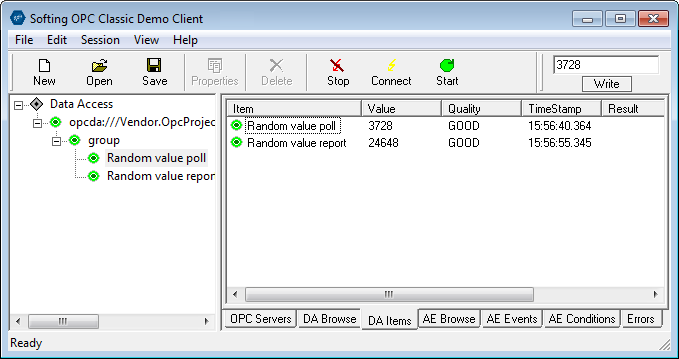 Softing OPC Classic Demo Client
File Edit Session View Help
New Open Save Properties Delete Stop Connect Start
3728
Write
Data Access
opcda:///Vendor.OpcProjec
group
Random value poll
Random value repor
Item Value Quality TimeStamp Result
Random value poll 3728 GOOD 15:56:40.364
Random value report 24648 GOOD 15:56:55.345
OPC Servers DA Browse DA Items AE Browse AE Events AE Conditions Errors
Ready